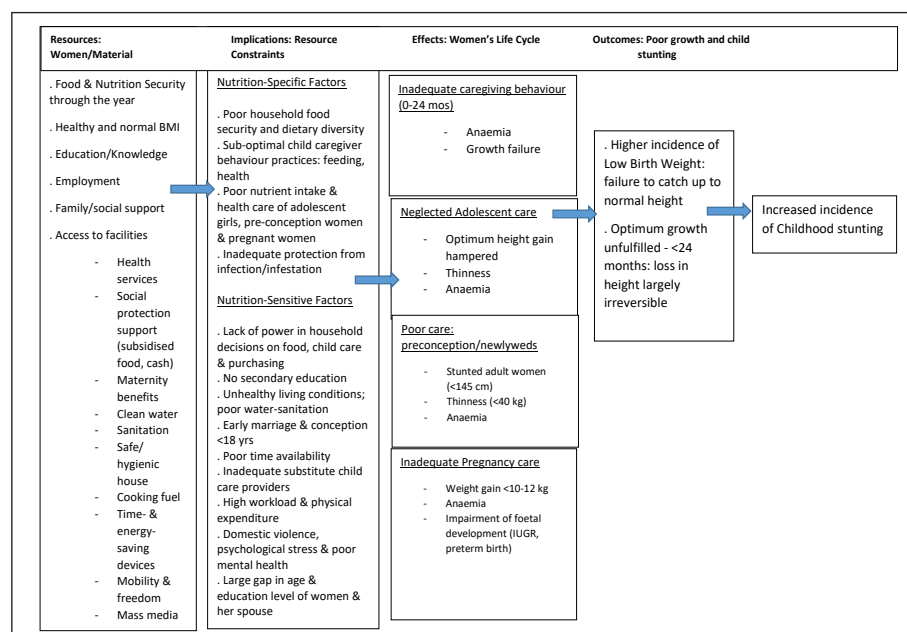 Resources:
Women/Material
Implications: Resource
Constraints
Effects: Women's Life Cycle
Outcomes: Poor growth and child
stunting
. Food & Nutrition Security
through the year
. Healthy and normal BMI
. Education/Knowledge
. Employment
. Family/social support
. Access to facilities
- Health
services
- Social
protection
support
(subsidised
food, cash)
- Maternity
benefits
- Clean water
- Sanitation
- Safe/
hygienic
house
- Cooking fuel
- Time- &
energy-
saving
devices
- Mobility &
freedom
- Mass media
Nutrition-Specific Factors
. Poor household food
security and dietary diversity
. Sub-optimal child caregiver
behaviour practices: feeding,
health
. Poor nutrient intake &
health care of adolescent
girls, pre-conception women
& pregnant women
. Inadequate protection from
infection/infestation
Nutrition-Sensitive Factors
. Lack of power in household
decisions on food, child care
& purchasing
. No secondary education
. Unhealthy living conditions;
poor water-sanitation
. Early marriage & conception
<18 yrs
. Poor time availability
. Inadequate substitute child
care providers
. High workload & physical
expenditure
. Domestic violence,
psychological stress & poor
mental health
. Large gap in age &
education level of women &
her spouse
Inadequate caregiving behaviour
(0-24 mos)
- Anaemia
- Growth failure
Neglected Adolescent care
- Optimum height gain
hampered
- Thinness
- Anaemia
Poor care:
preconception/newlyweds
- Stunted adult women
(<145 cm)
- Thinness (<40 kg)
- Anaemia
Inadequate Pregnancy care
- Weight gain <10-12 kg
- Anaemia
- Impairment of foetal
development (IUGR,
preterm birth)
. Higher incidence of
Low Birth Weight:
failure to catch up to
normal height
. Optimum growth
unfulfilled - <24
months: loss in
height largely
irreversible
Increased incidence
of Childhood stunting